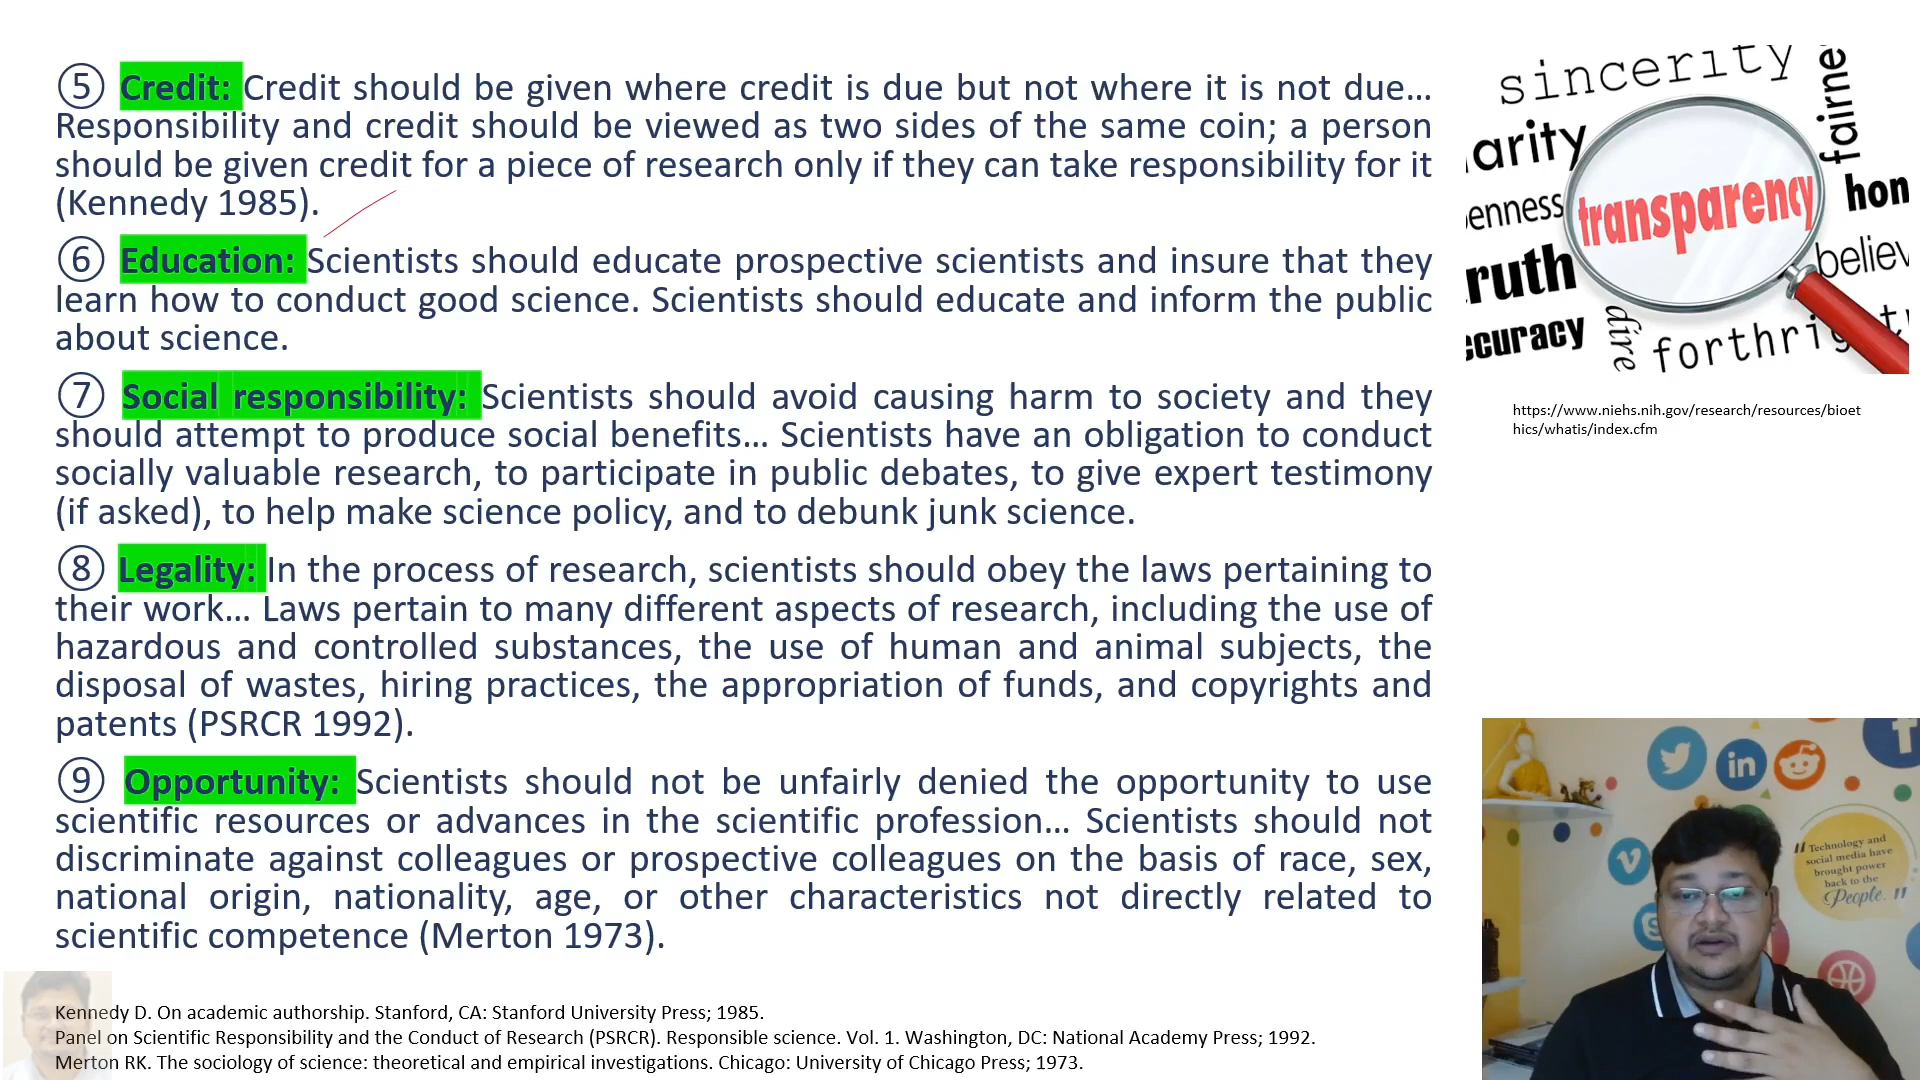 ⑤ Credit: Credit should be given where credit is due but not where it is not due...
Responsibility and credit should be viewed as two sides of the same coin; a person
should be given credit for a piece of research only if they can take responsibility for it
(Kennedy 1985).
⑥ Education: Scientists should educate prospective scientists and insure that they
learn how to conduct good science. Scientists should educate and inform the public
about science.
⑦ Social responsibility: Scientists should avoid causing harm to society and they
should attempt to produce social benefits... Scientists have an obligation to conduct
socially valuable research, to participate in public debates, to give expert testimony
(if asked), to help make science policy, and to debunk junk science.
⑧ Legality: In the process of research, scientists should obey the laws pertaining to
their work... Laws pertain to many different aspects of research, including the use of
hazardous and controlled substances, the use of human and animal subjects, the
disposal of wastes, hiring practices, the appropriation of funds, and copyrights and
patents (PSRCR 1992).
⑨ Opportunity: Scientists should not be unfairly denied the opportunity to use
scientific resources or advances in the scientific profession... Scientists should not
discriminate against colleagues or prospective colleagues on the basis of race, sex,
national origin, nationality, age, or other characteristics not directly related to
scientific competence (Merton 1973).
Kennedy D. On academic authorship. Stanford, CA: Stanford University Press; 1985.
Panel on Scientific Responsibility and the Conduct of Research (PSRCR). Responsible science. Vol. 1. Washington, DC: National Academy Press; 1992.
Merton RK. The sociology of science: theoretical and empirical investigations. Chicago: University of Chicago Press; 1973.
sincerity
fairne
arity
transparency
hon
enness
believ
ruth
ccuracy
dire
forthright
https://www.niehs.nih.gov/research/resources/bioet
hics/whatis/index.cfm
in
f
"Technology and
social media have
brought power
back to the
People."